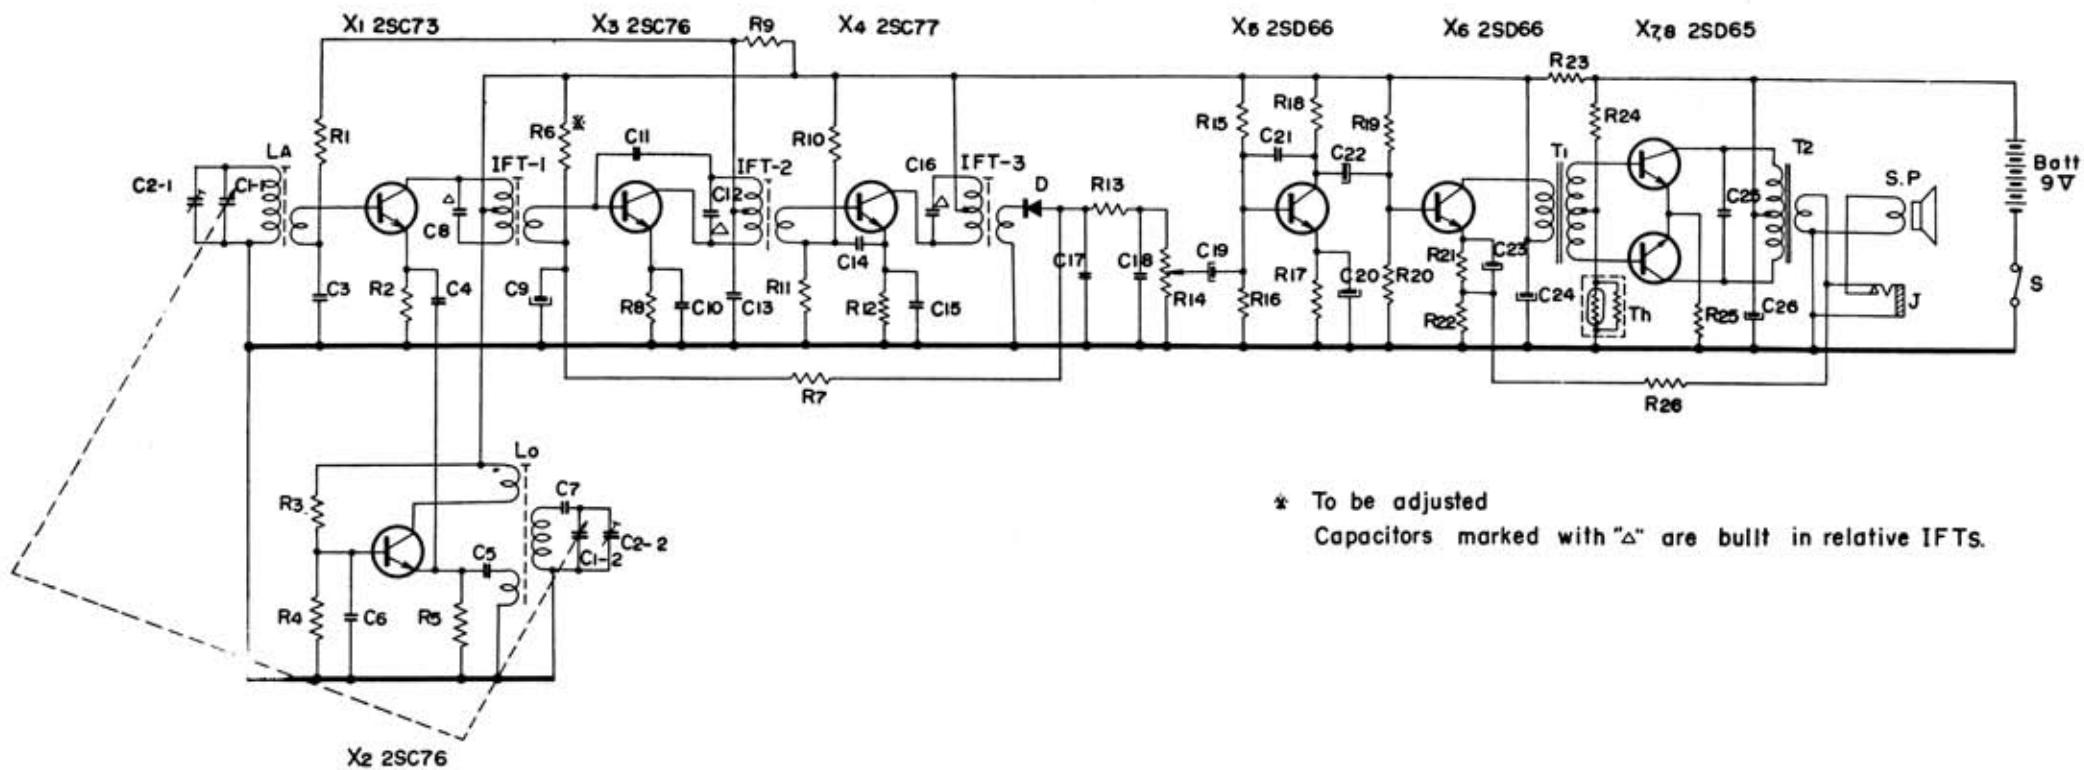 X1 2SC73
X3 2SC76
R9
X4 2SC77
X5 2SD66
X6 2SD66
X7,8 2SD65
R23
R1
R6
※
C11
R10
R15
R18
C21
R19
C22
R24
LA
IFT-1
IFT-2
C16
IFT-3
T1
T2
C2-1
C1-1
△
C8
C12
△
△
D
R13
C25
S.P
Batt
9V
C3
R2
C4
C9
R8
C10
C13
R11
C14
R12
C15
C17
C18
R14
C19
R16
R17
C20
R20
R21
C23
R22
C24
Th
R25
C26
△
J
S
R7
R26
Lo
R3
C7
C5
C1-2
C2-2
R4
C6
R5
X2 2SC76
※ To be adjusted
Capacitors marked with "△" are built in relative IFTs.